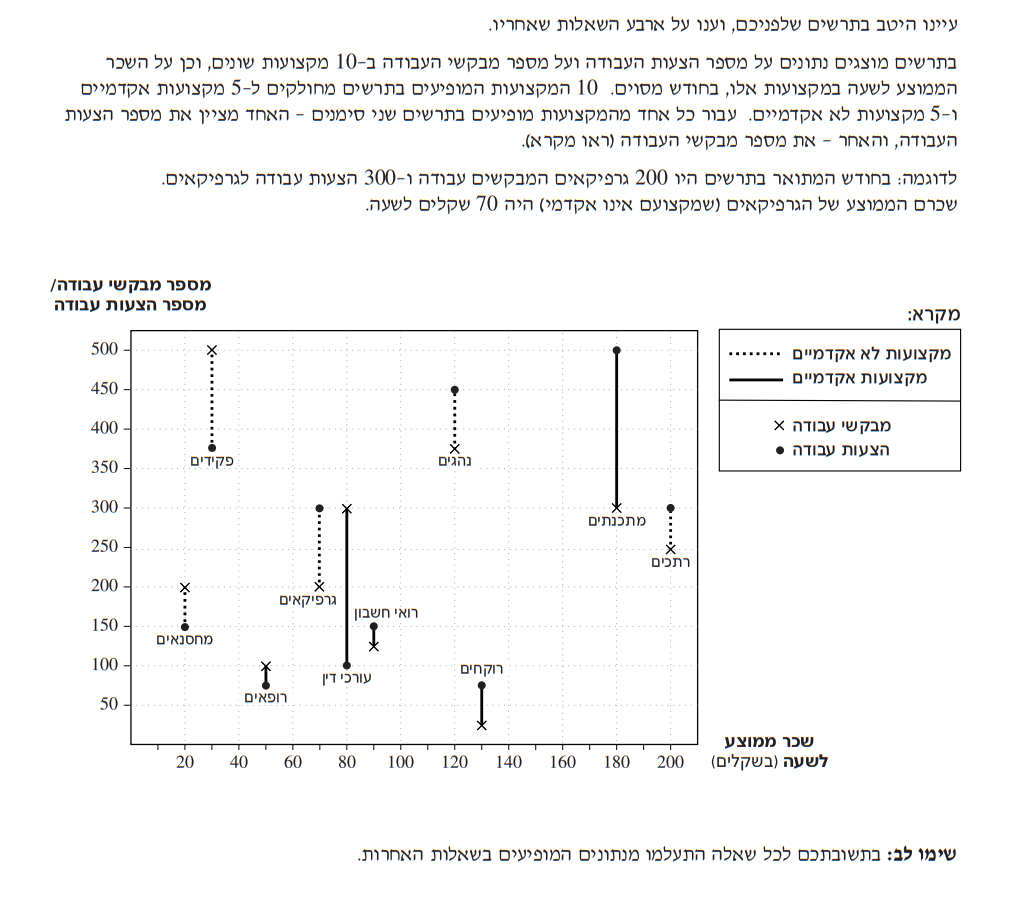 עיינו היטב בתרשים שלפניכם, וענו על ארבע השאלות שאחריו.
בתרשים מוצגים נתונים על מספר הצעות העבודה ועל מספר מבקשי העבודה ב-10 מקצועות שונים, וכן על השכר
הממוצע לשעה במקצועות אלו, בחודש מסוים. 10 המקצועות המופיעים בתרשים מחולקים ל-5 מקצועות אקדמיים
ו-5 מקצועות לא אקדמיים. עבור כל אחד מהמקצועות מופיעים בתרשים שני סימנים - האחד מציין את מספר הצעות
העבודה, והאחר - את מספר מבקשי העבודה (ראו מקרא).
לדוגמה: בחודש המתואר בתרשים היו 200 גרפיקאים המבקשים עבודה ו-300 הצעות עבודה לגרפיקאים.
שכרם הממוצע של הגרפיקאים (שמקצועם אינו אקדמי) היה 70 שקלים לשעה.
מספר מבקשי עבודה/
מספר הצעות עבודה
מקרא:
מקצועות לא אקדמיים
מקצועות אקדמיים
מבקשי עבודה
הצעות עבודה
500
450
400
350
300
250
200
150
100
50
פקידים
נהגים
מתכנתים
רתכים
גרפיקאים
רואי חשבון
מחסנאים
רוקחים
עורכי דין
רופאים
20 40 60 80 100 120 140 160 180 200
שכר ממוצע
לשעה (בשקלים)
שימו לב: בתשובתכם לכל שאלה התעלמו מנתונים המופיעים בשאלות האחרות.